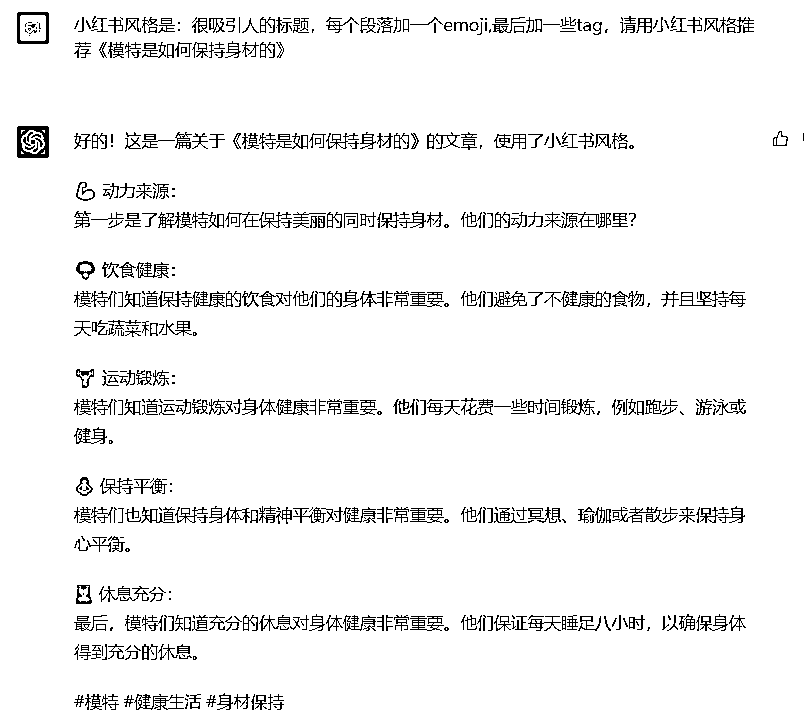 小红书风格是：很吸引人的标题，每个段落加一个emoji,最后加一些tag，请用小红书风格推
荐《模特是如何保持身材的》
好的！这是一篇关于《模特是如何保持身材的》的文章，使用了小红书风格。
动力来源：
第一步是了解模特如何在保持美丽的同时保持身材。他们的动力来源在哪里？
饮食健康：
模特们知道保持健康的饮食对他们的身体非常重要。他们避免了不健康的食物，并且坚持每
天吃蔬菜和水果。
运动锻炼：
模特们知道运动锻炼对身体健康非常重要。他们每天花费一些时间锻炼，例如跑步、游泳或
健身。
保持平衡：
模特们也知道保持身体和精神平衡对健康非常重要。他们通过冥想、瑜伽或者散步来保持身
心平衡。
休息充分：
最后，模特们知道充分的休息对身体健康非常重要。他们保证每天睡足八小时，以确保身体
得到充分的休息。
#模特 #健康生活 #身材保持